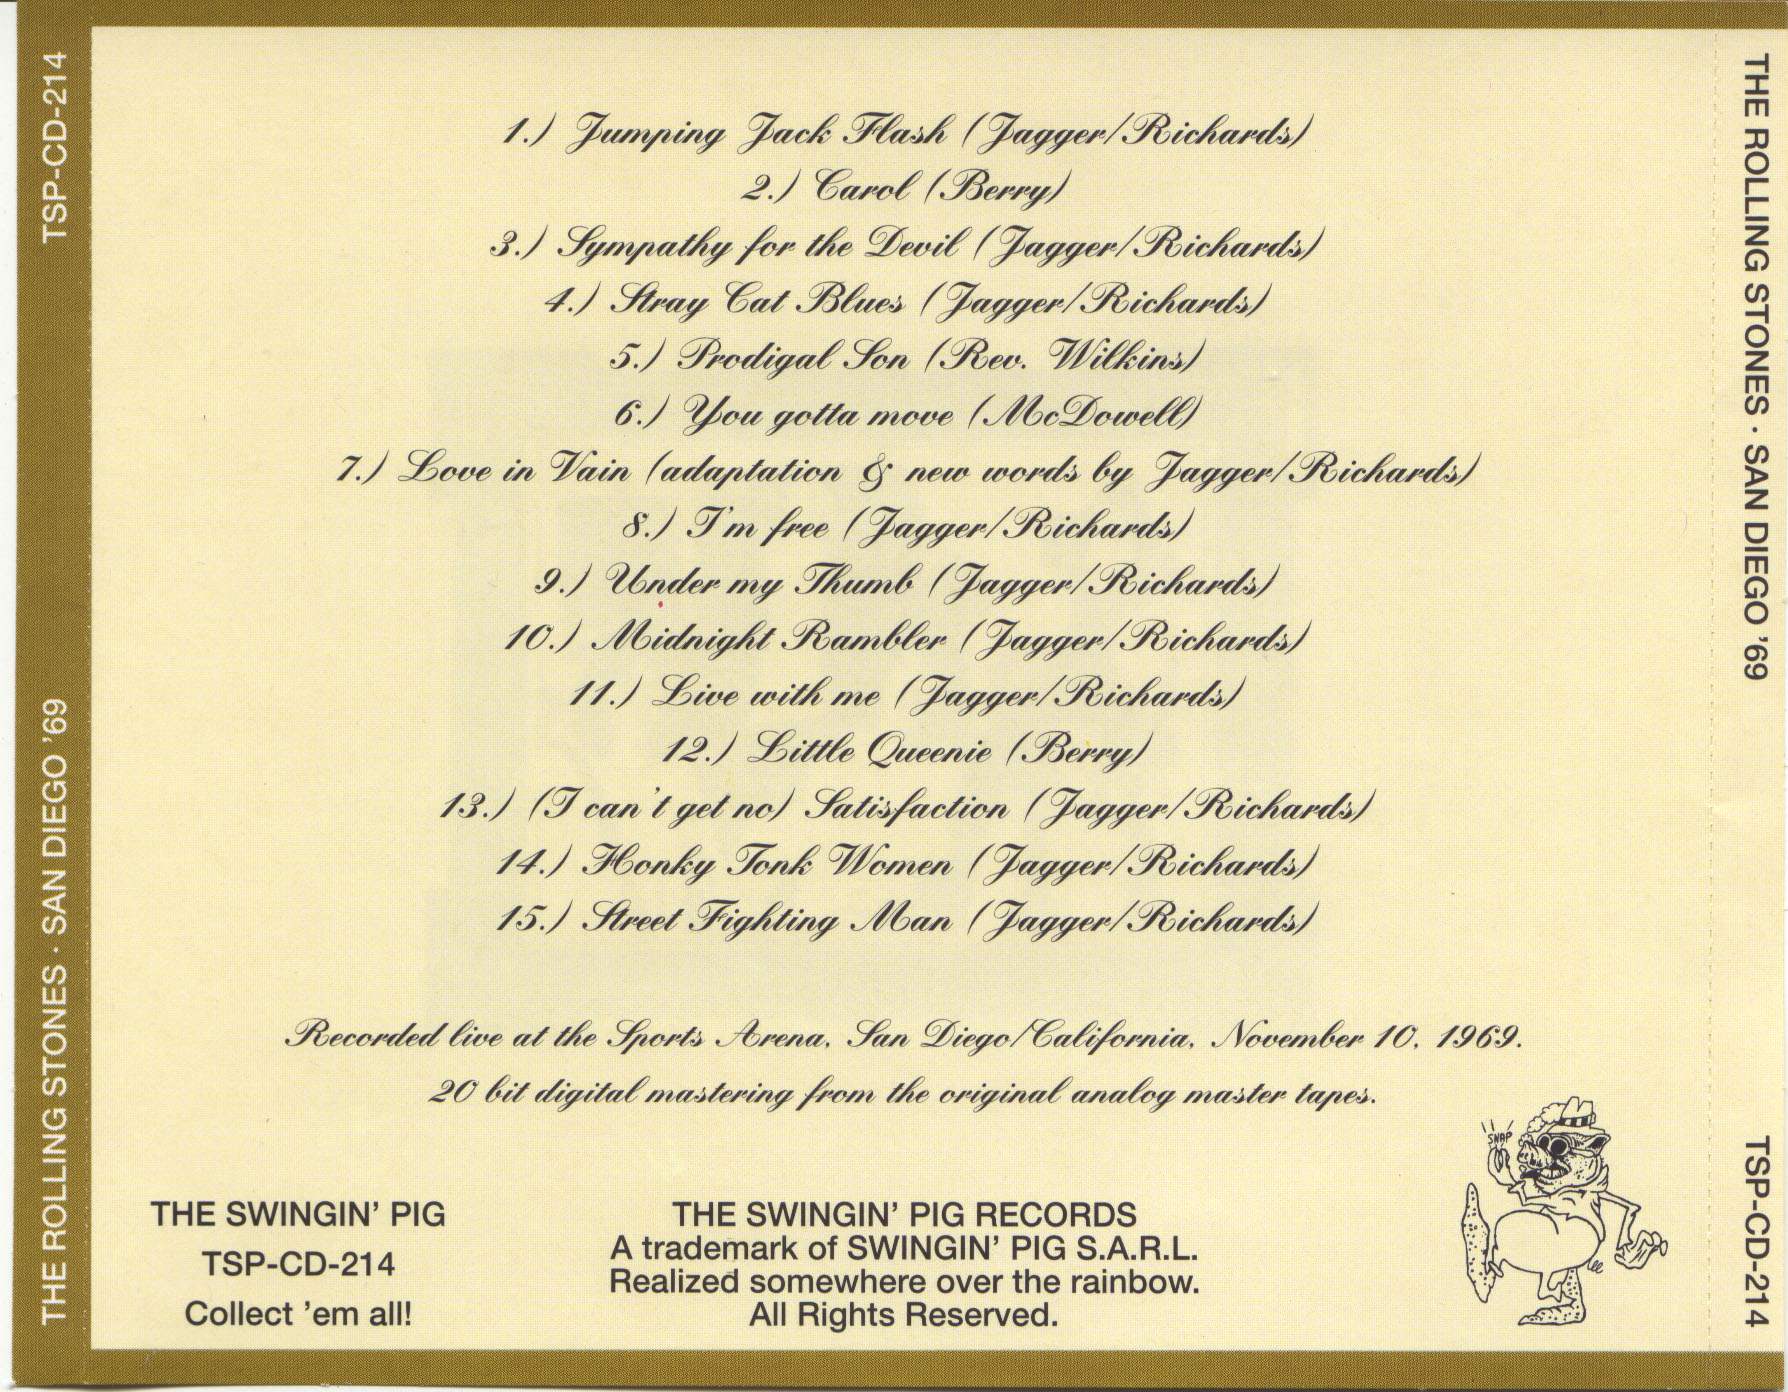 TSP-CD-214
THE ROLLING STONES · SAN DIEGO '69
1.) Jumping Jack Flash (Jagger/Richards)
2.) Carol (Berry)
3.) Sympathy for the Devil (Jagger/Richards)
4.) Stray Cat Blues (Jagger/Richards)
5.) Prodigal Son (Rev. Wilkins)
6.) You gotta move (McDowell)
7.) Love in Vain (adaptation & new words by Jagger/Richards)
8.) I'm free (Jagger/Richards)
9.) Under my Thumb (Jagger/Richards)
10.) Midnight Rambler (Jagger/Richards)
11.) Live with me (Jagger/Richards)
12.) Little Queenie (Berry)
13.) (I can't get no) Satisfaction (Jagger/Richards)
14.) Honky Tonk Women (Jagger/Richards)
15.) Street Fighting Man (Jagger/Richards)
Recorded live at the Sports Arena, San Diego/California, November 10, 1969.
20 bit digital mastering from the original analog master tapes.
SNAP
THE SWINGIN' PIG
TSP-CD-214
Collect 'em all!
THE SWINGIN' PIG RECORDS
A trademark of SWINGIN' PIG S.A.R.L.
Realized somewhere over the rainbow.
All Rights Reserved.
THE ROLLING STONES · SAN DIEGO '69
TSP-CD-214